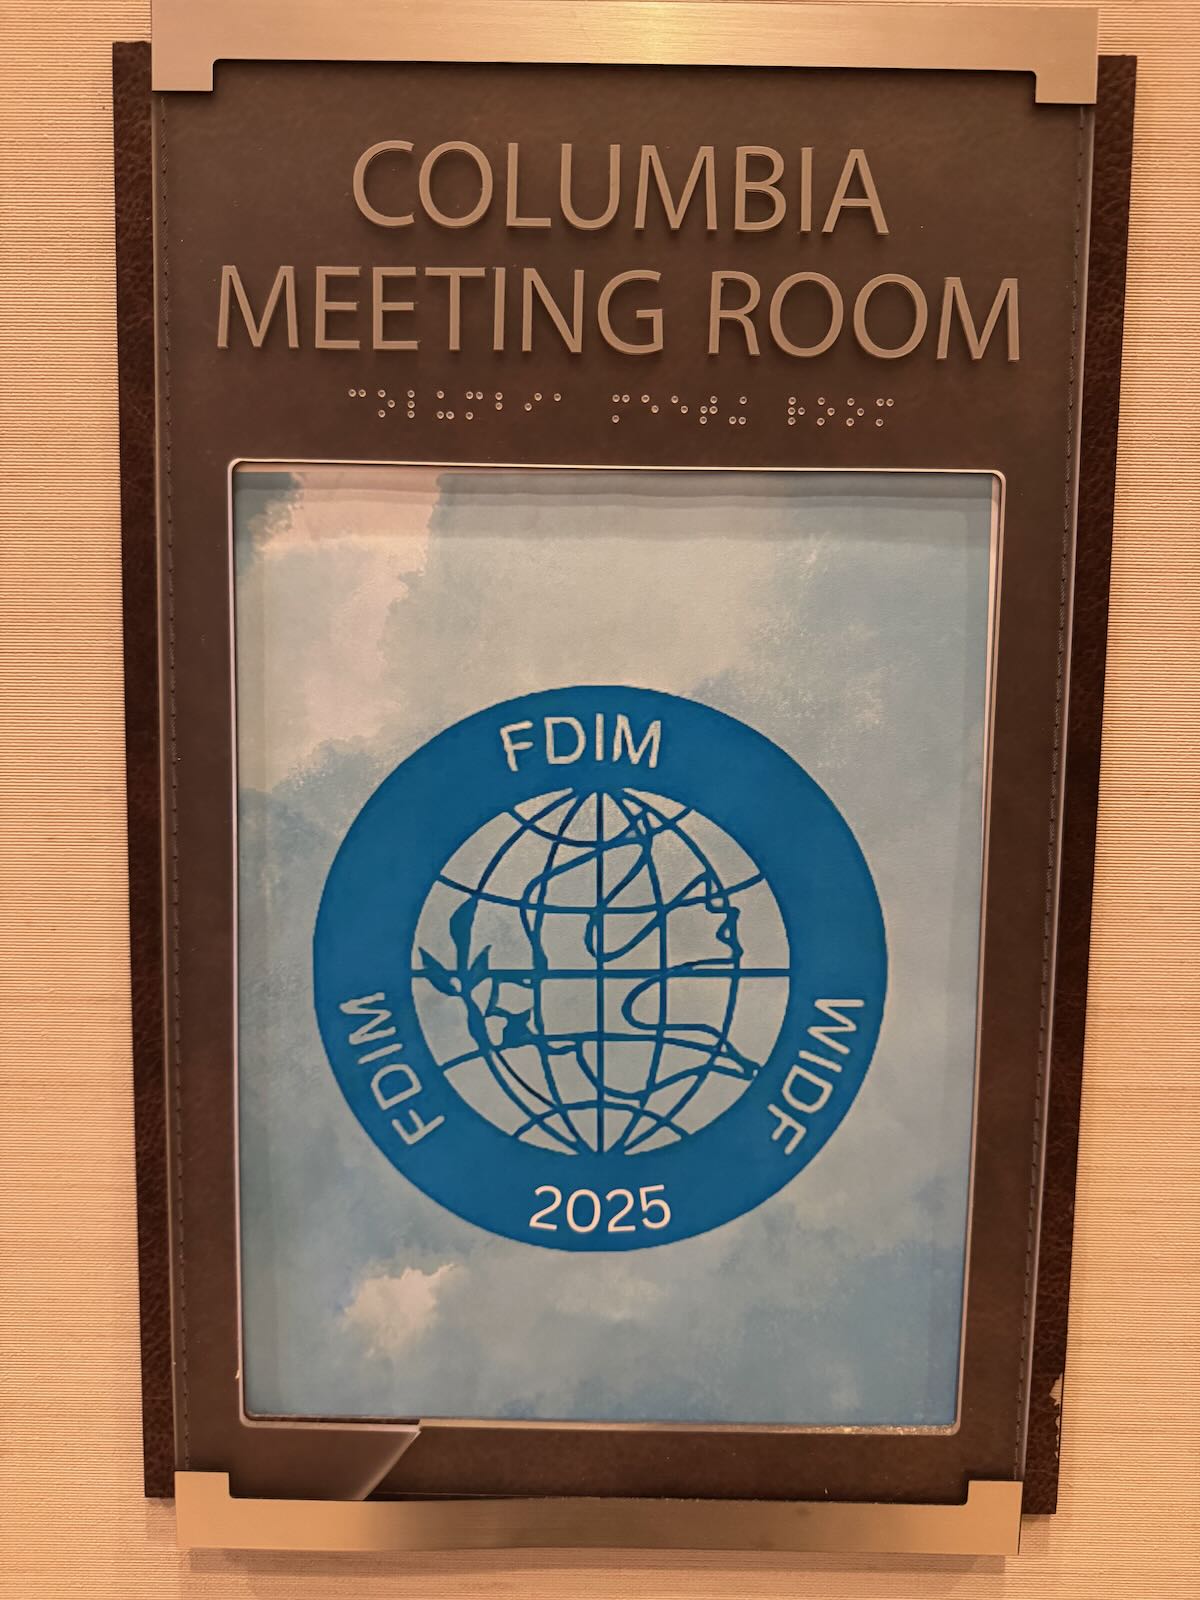 COLUMBIA
MEETING ROOM
⠉⠕⠇⠥⠍⠃⠊⠁ ⠍⠑⠑⠞⠬ ⠗⠕⠕⠍
FDIM
FDIM
WIDF
2025